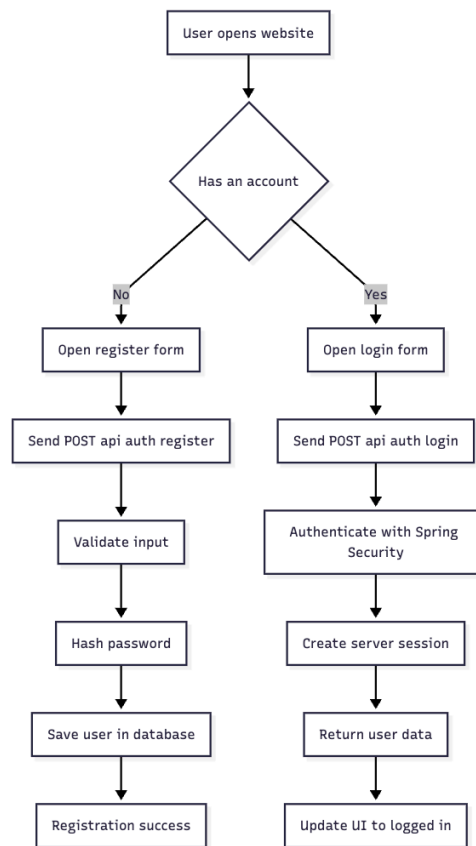 User opens website
Has an account
No
Yes
Open register form
Open login form
Send POST api auth register
Send POST api auth login
Validate input
Authenticate with Spring
Security
Hash password
Create server session
Save user in database
Return user data
Registration success
Update UI to logged in